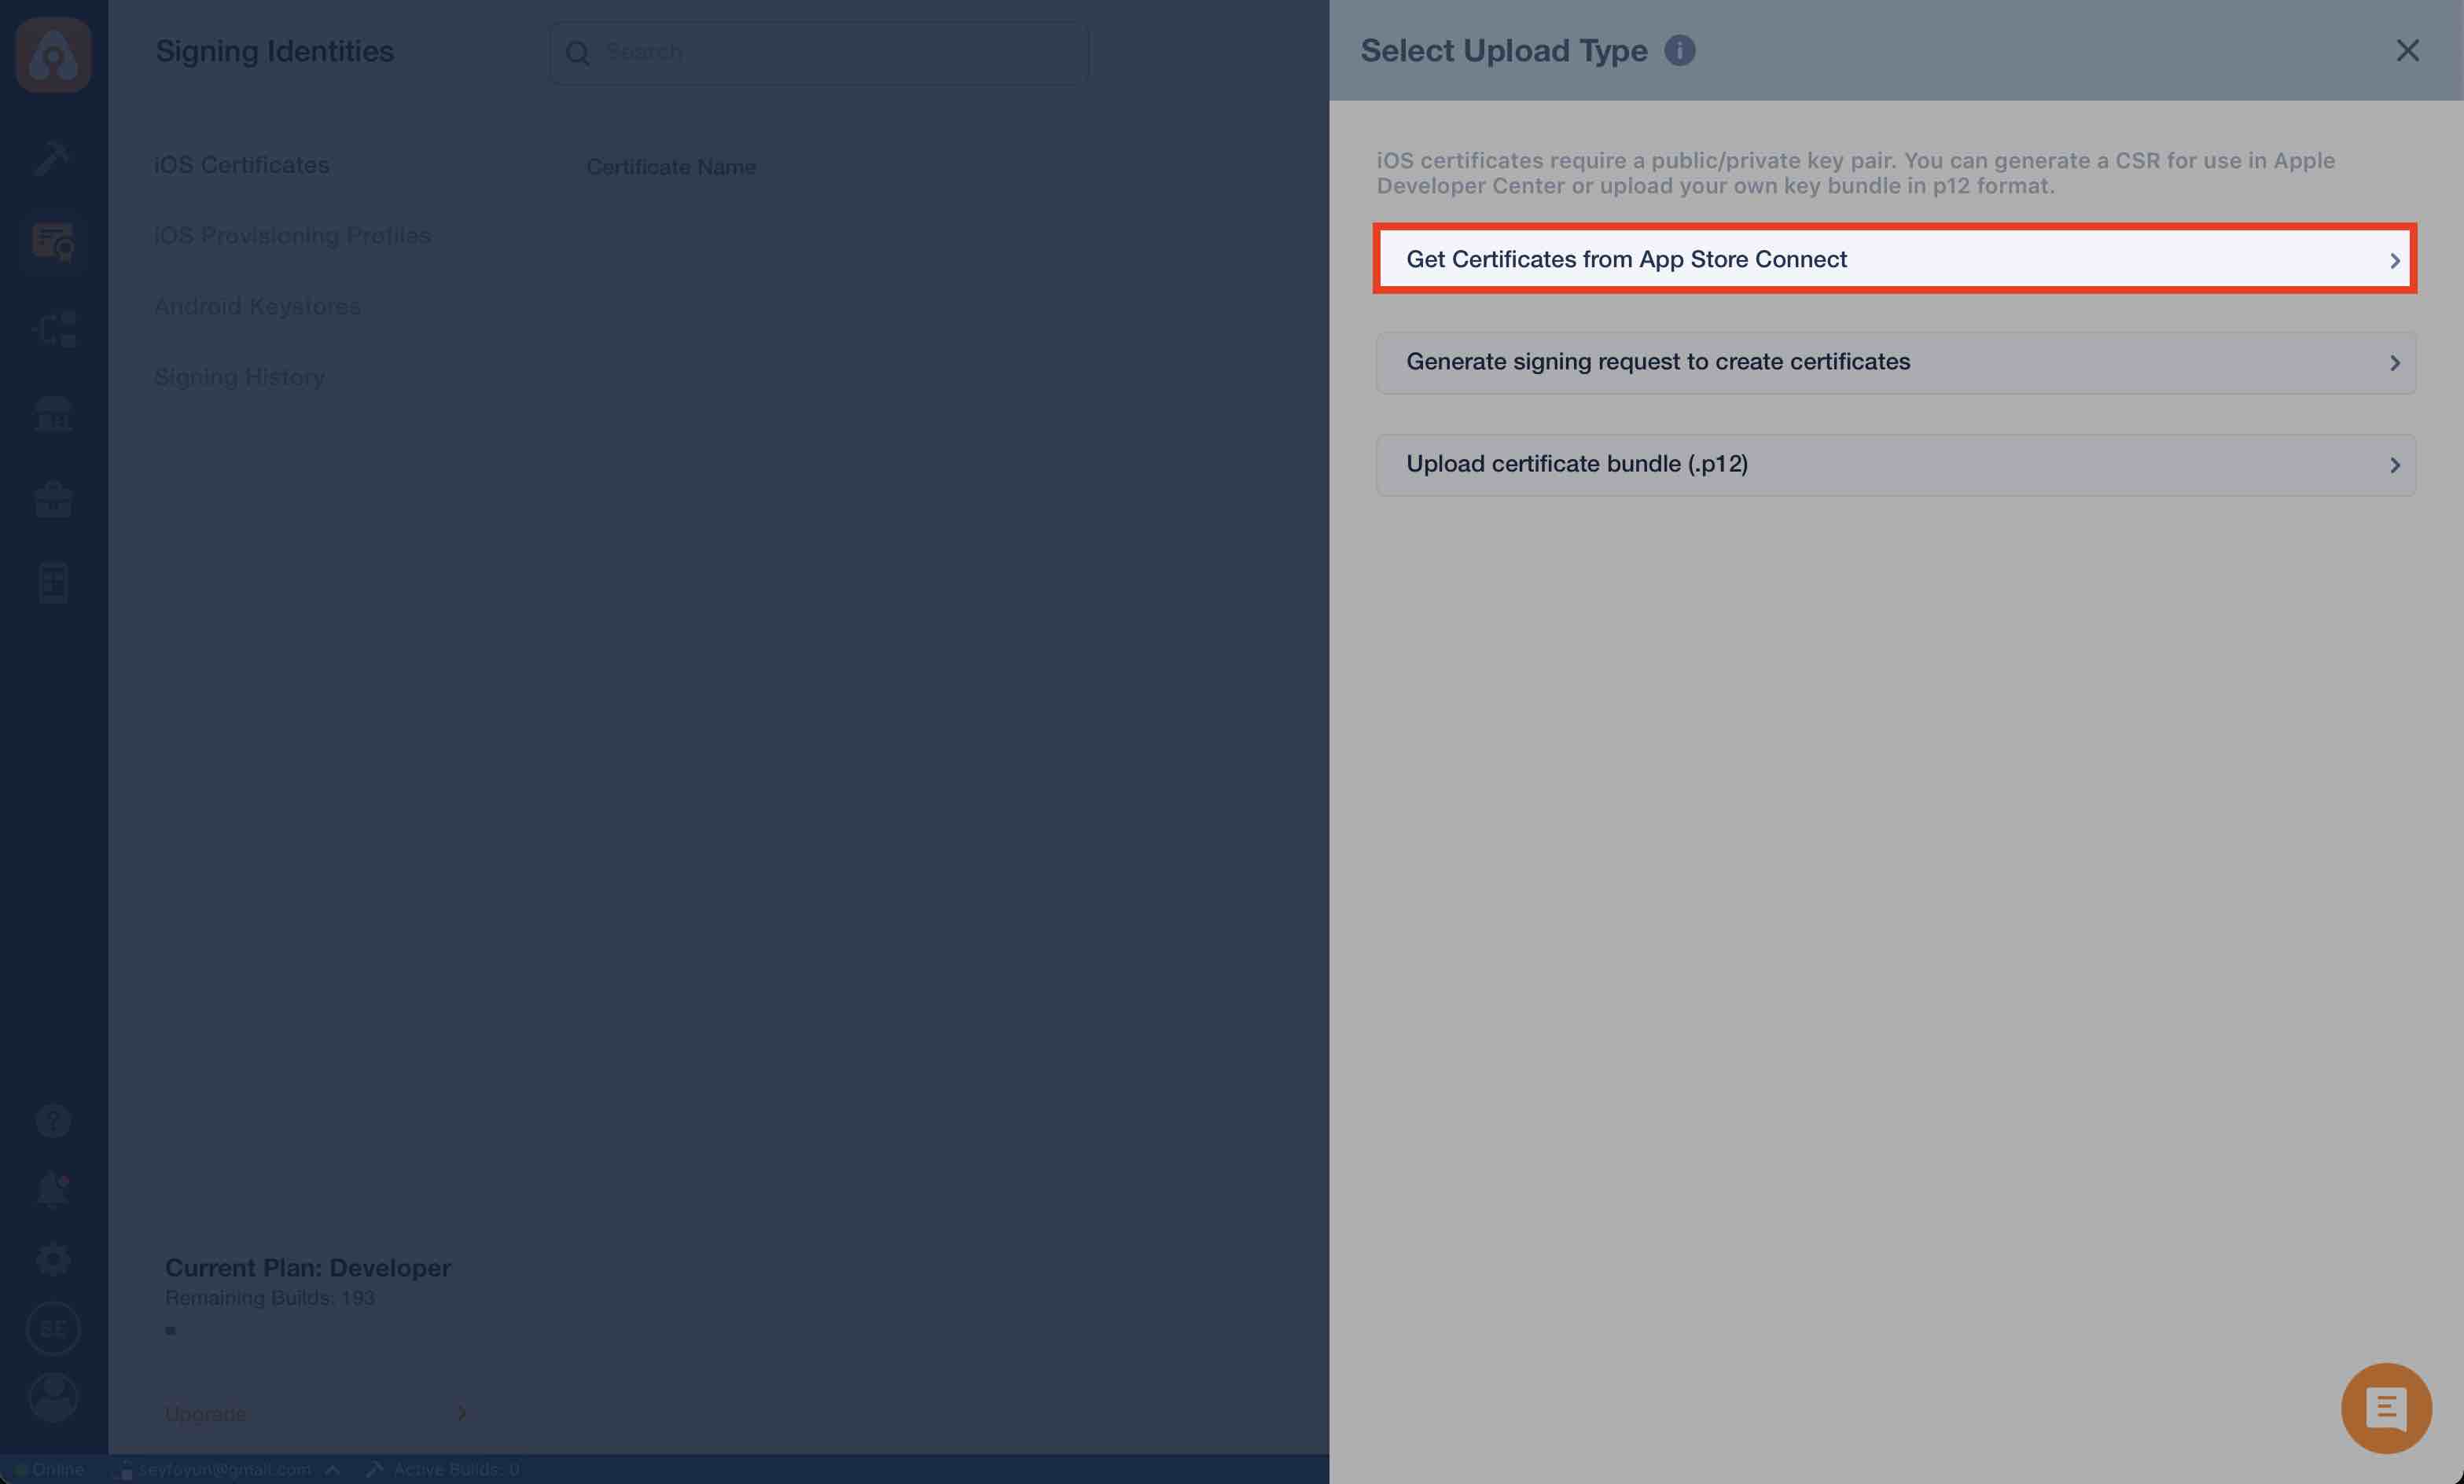 Signing Identities
Search
iOS Certificates
iOS Provisioning Profiles
Android Keystores
Signing History
Certificate Name
Current Plan: Developer
Remaining Builds: 193
Upgrade
Online
seyfoyun@gmail.com
Active Builds: 0
Select Upload Type
iOS certificates require a public/private key pair. You can generate a CSR for use in Apple
Developer Center or upload your own key bundle in p12 format.
Get Certificates from App Store Connect
Generate signing request to create certificates
Upload certificate bundle (.p12)